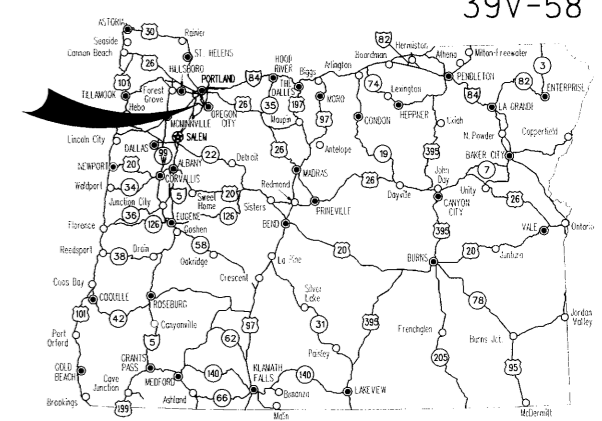 39V-58
ASTORIA
30
Rainier
Seaside
Cannon Beach
26
ST. HELENS
HILLSBORO
101
Forest Grove
PORTLAND
TILLAMOOK
Hebo
McMINNVILLE
OREGON CITY
SALEM
Lincoln City
DALLAS
99
22
Detroit
ALBANY
NEWPORT
20
CORVALLIS
Waldport
34
5
Sweet Home
20
Junction City
36
126
126
Sisters
Florence
EUGENE
Goshen
Reedsport
58
38
Drain
Oakridge
Coos Bay
COQUILLE
ROSEBURG
101
42
Canyonville
Port Orford
5
62
GOLD BEACH
GRANTS PASS
MEDFORD
140
Cave Junction
Brookings
199
Ashland
66
KLAMATH FALLS
140
Bonanza
Malin
LAKEVIEW
84
HOOD RIVER
THE DALLES
Biggs
Arlington
Boardman
82
Hermiston
Athena
Milton-Freewater
PENDLETON
3
82
ENTERPRISE
84
LA GRANDE
26
35
197
MORO
97
Maupin
Antelope
74
Lexington
HEPPNER
CONDON
Ukiah
N.Powder
Copperfield
BAKER CITY
26
MADRAS
19
395
7
Redmond
26
Dayville
John Day
Unity
26
PRINEVILLE
CANYON CITY
BEND
395
VALE
Ontario
20
BURNS
20
Juntura
La Pine
Crescent
Silver Lake
97
31
395
78
Jordan Valley
Frenchglen
Burns Jct.
Paisley
205
95
McDermitt